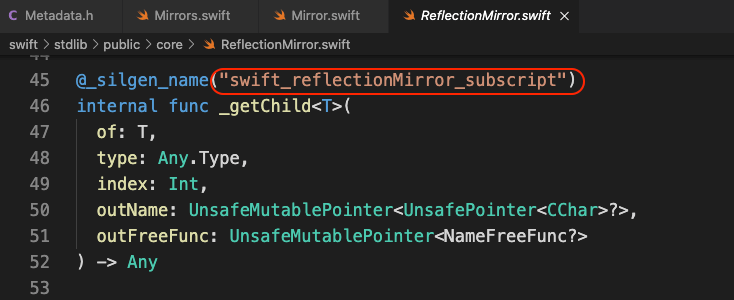 C Metadata.h Mirrors.swift Mirror.swift ReflectionMirror.swift ×
swift > stdlib > public > core > ReflectionMirror.swift
44
45 @_silgen_name("swift_reflectionMirror_subscript")
46 internal func _getChild<T>(
47 of: T,
48 type: Any.Type,
49 index: Int,
50 outName: UnsafeMutablePointer<UnsafePointer<CChar>?>,
51 outFreeFunc: UnsafeMutablePointer<NameFreeFunc?>
52 ) -> Any
53